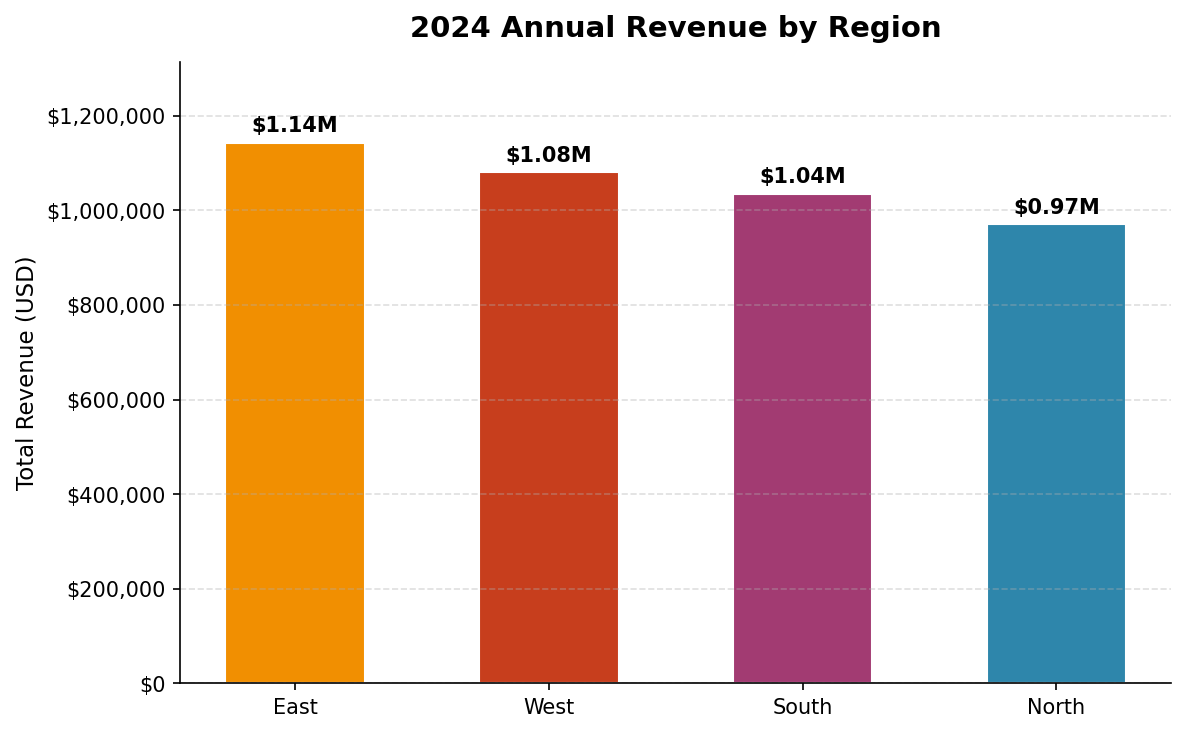 2024 Annual Revenue by Region
Total Revenue (USD)
$1,200,000
$1,000,000
$800,000
$600,000
$400,000
$200,000
$0
$1.14M
$1.08M
$1.04M
$0.97M
East
West
South
North